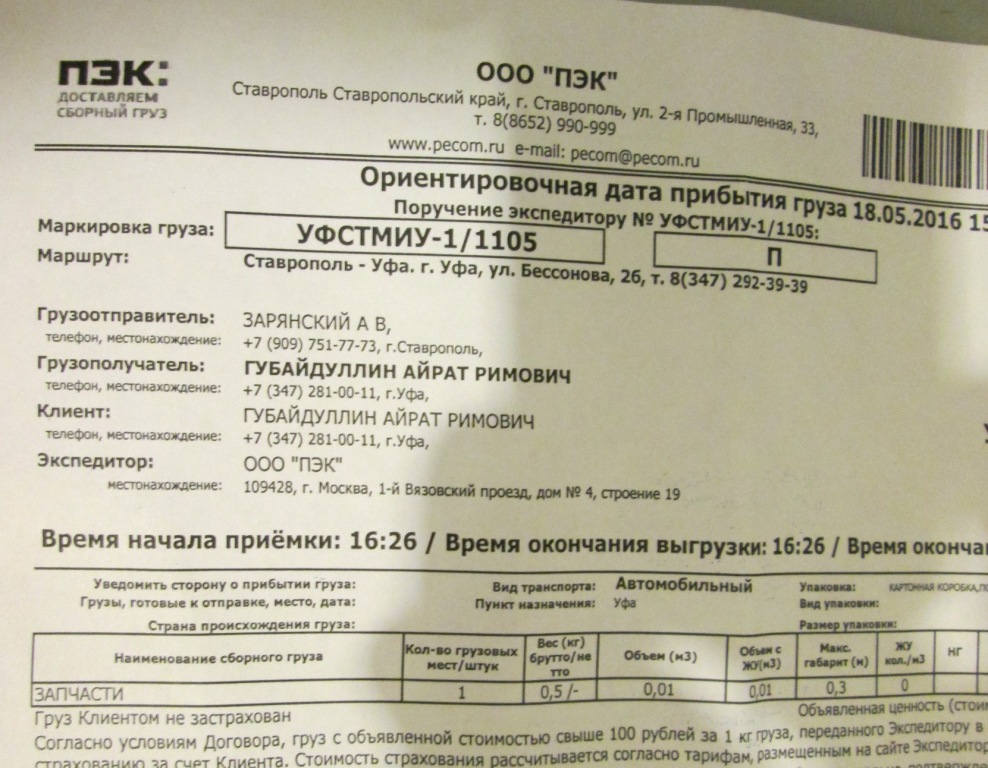 ПЭК:
ДОСТАВЛЯЕМ
СБОРНЫЙ ГРУЗ
ООО "ПЭК"
Ставрополь Ставропольский край, г. Ставрополь, ул. 2-я Промышленная, 33,
т. 8(8652) 990-999
www.pecom.ru e-mail: pecom@pecom.ru
Ориентировочная дата прибытия груза 18.05.2016 15
Поручение экспедитору № УФСТМИУ-1/1105:
Маркировка груза: УФСТМИУ-1/1105 П
Маршрут: Ставрополь - Уфа. г. Уфа, ул. Бессонова, 26, т. 8(347) 292-39-39
Грузоотправитель: ЗАРЯНСКИЙ А В,
телефон, местонахождение: +7 (909) 751-77-73, г.Ставрополь,
Грузополучатель: ГУБАЙДУЛЛИН АЙРАТ РИМОВИЧ
телефон, местонахождение: +7 (347) 281-00-11, г.Уфа,
Клиент: ГУБАЙДУЛЛИН АЙРАТ РИМОВИЧ
телефон, местонахождение: +7 (347) 281-00-11, г.Уфа,
Экспедитор: ООО "ПЭК"
местонахождение: 109428, г. Москва, 1-й Вязовский проезд, дом № 4, строение 19
Время начала приёмки: 16:26 / Время окончания выгрузки: 16:26 / Время оконча
Уведомить сторону о прибытии груза: Вид транспорта: Автомобильный Упаковка: КАРТОННАЯ КОРОБКА,
Грузы, готовые к отправке, место, дата: Пункт назначения: Уфа Вид упаковки:
Страна происхождения груза: Размер упаковки:
Наименование сборного груза Кол-во грузовых мест/штук Вес (кг) брутто/не тто Объем (м3) Объем с ЖУ(м3) Макс. габарит (м) ЖУ кол./м3 НГ
ЗАПЧАСТИ 1 0,5 /- 0,01 0,01 0,3 0
Груз Клиентом не застрахован Объявленная ценность (стоим
Согласно условиям Договора, груз с объявленной стоимостью свыше 100 рублей за 1 кг груза, переданного Экспедитору в
страхованию за счет Клиента. Стоимость страхования рассчитывается согласно тарифам, размещенным на сайте Экспедитор